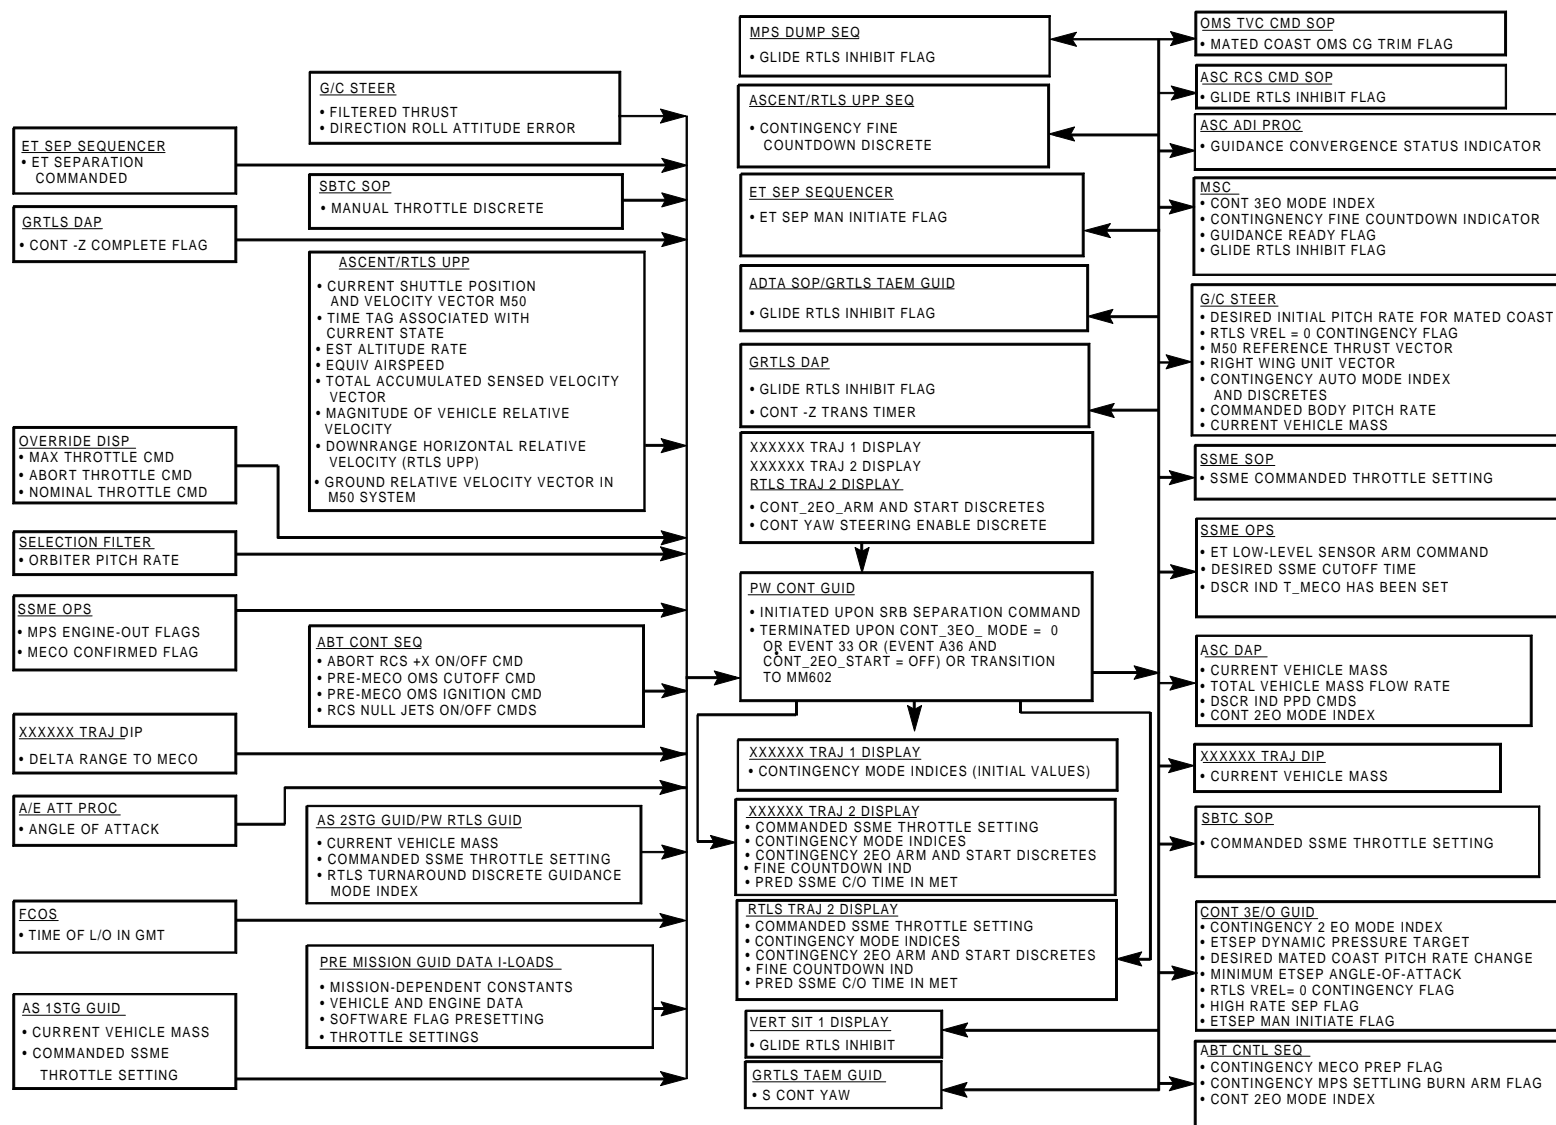 ET SEP SEQUENCER
• ET SEPARATION
COMMANDED
GRTLS DAP
• CONT -Z COMPLETE FLAG
OVERRIDE DISP
• MAX THROTTLE CMD
• ABORT THROTTLE CMD
• NOMINAL THROTTLE CMD
SELECTION FILTER
• ORBITER PITCH RATE
SSME OPS
• MPS ENGINE-OUT FLAGS
• MECO CONFIRMED FLAG
XXXXXX TRAJ DIP
• DELTA RANGE TO MECO
A/E ATT PROC
• ANGLE OF ATTACK
FCOS
• TIME OF L/O IN GMT
AS 1STG GUID
• CURRENT VEHICLE MASS
• COMMANDED SSME
THROTTLE SETTING
G/C STEER
• FILTERED THRUST
• DIRECTION ROLL ATTITUDE ERROR
SBTC SOP
• MANUAL THROTTLE DISCRETE
ASCENT/RTLS UPP
• CURRENT SHUTTLE POSITION
AND VELOCITY VECTOR M50
• TIME TAG ASSOCIATED WITH
CURRENT STATE
• EST ALTITUDE RATE
• EQUIV AIRSPEED
• TOTAL ACCUMULATED SENSED VELOCITY
VECTOR
• MAGNITUDE OF VEHICLE RELATIVE
VELOCITY
• DOWNRANGE HORIZONTAL RELATIVE
VELOCITY (RTLS UPP)
• GROUND RELATIVE VELOCITY VECTOR IN
M50 SYSTEM
ABT CONT SEQ
• ABORT RCS +X ON/OFF CMD
• PRE-MECO OMS CUTOFF CMD
• PRE-MECO OMS IGNITION CMD
• RCS NULL JETS ON/OFF CMDS
AS 2STG GUID/PW RTLS GUID
• CURRENT VEHICLE MASS
• COMMANDED SSME THROTTLE SETTING
• RTLS TURNAROUND DISCRETE GUIDANCE
MODE INDEX
PRE MISSION GUID DATA I-LOADS
• MISSION-DEPENDENT CONSTANTS
• VEHICLE AND ENGINE DATA
• SOFTWARE FLAG PRESETTING
• THROTTLE SETTINGS
MPS DUMP SEQ
• GLIDE RTLS INHIBIT FLAG
ASCENT/RTLS UPP SEQ
• CONTINGENCY FINE
COUNTDOWN DISCRETE
ET SEP SEQUENCER
• ET SEP MAN INITIATE FLAG
ADTA SOP/GRTLS TAEM GUID
• GLIDE RTLS INHIBIT FLAG
GRTLS DAP
• GLIDE RTLS INHIBIT FLAG
• CONT -Z TRANS TIMER
XXXXXX TRAJ 1 DISPLAY
XXXXXX TRAJ 2 DISPLAY
RTLS TRAJ 2 DISPLAY
• CONT_2EO_ARM AND START DISCRETES
• CONT YAW STEERING ENABLE DISCRETE
PW CONT GUID
• INITIATED UPON SRB SEPARATION COMMAND
• TERMINATED UPON CONT_3EO_ MODE = 0
OR EVENT 33 OR (EVENT A36 AND
CONT_2EO_START = OFF) OR TRANSITION
TO MM602
XXXXXX TRAJ 1 DISPLAY
• CONTINGENCY MODE INDICES (INITIAL VALUES)
XXXXXX TRAJ 2 DISPLAY
• COMMANDED SSME THROTTLE SETTING
• CONTINGENCY MODE INDICES
• CONTINGENCY 2EO ARM AND START DISCRETES
• FINE COUNTDOWN IND
• PRED SSME C/O TIME IN MET
RTLS TRAJ 2 DISPLAY
• COMMANDED SSME THROTTLE SETTING
• CONTINGENCY MODE INDICES
• CONTINGENCY 2EO ARM AND START DISCRETES
• FINE COUNTDOWN IND
• PRED SSME C/O TIME IN MET
VERT SIT 1 DISPLAY
• GLIDE RTLS INHIBIT
GRTLS TAEM GUID
• S CONT YAW
OMS TVC CMD SOP
• MATED COAST OMS CG TRIM FLAG
ASC RCS CMD SOP
• GLIDE RTLS INHIBIT FLAG
ASC ADI PROC
• GUIDANCE CONVERGENCE STATUS INDICATOR
MSC
• CONT 3EO MODE INDEX
• CONTINGNENCY FINE COUNTDOWN INDICATOR
• GUIDANCE READY FLAG
• GLIDE RTLS INHIBIT FLAG
G/C STEER
• DESIRED INITIAL PITCH RATE FOR MATED COAST
• RTLS VREL = 0 CONTINGENCY FLAG
• M50 REFERENCE THRUST VECTOR
• RIGHT WING UNIT VECTOR
• CONTINGENCY AUTO MODE INDEX
AND DISCRETES
• COMMANDED BODY PITCH RATE
• CURRENT VEHICLE MASS
SSME SOP
• SSME COMMANDED THROTTLE SETTING
SSME OPS
• ET LOW-LEVEL SENSOR ARM COMMAND
• DESIRED SSME CUTOFF TIME
• DSCR IND T_MECO HAS BEEN SET
ASC DAP
• CURRENT VEHICLE MASS
• TOTAL VEHICLE MASS FLOW RATE
• DSCR IND PPD CMDS
• CONT 2EO MODE INDEX
XXXXXX TRAJ DIP
• CURRENT VEHICLE MASS
SBTC SOP
• COMMANDED SSME THROTTLE SETTING
CONT 3E/O GUID
• CONTINGENCY 2 EO MODE INDEX
• ETSEP DYNAMIC PRESSURE TARGET
• DESIRED MATED COAST PITCH RATE CHANGE
• MINIMUM ETSEP ANGLE-OF-ATTACK
• RTLS VREL= 0 CONTINGENCY FLAG
• HIGH RATE SEP FLAG
• ETSEP MAN INITIATE FLAG
ABT CNTL SEQ
• CONTINGENCY MECO PREP FLAG
• CONTINGENCY MPS SETTLING BURN ARM FLAG
• CONT 2EO MODE INDEX